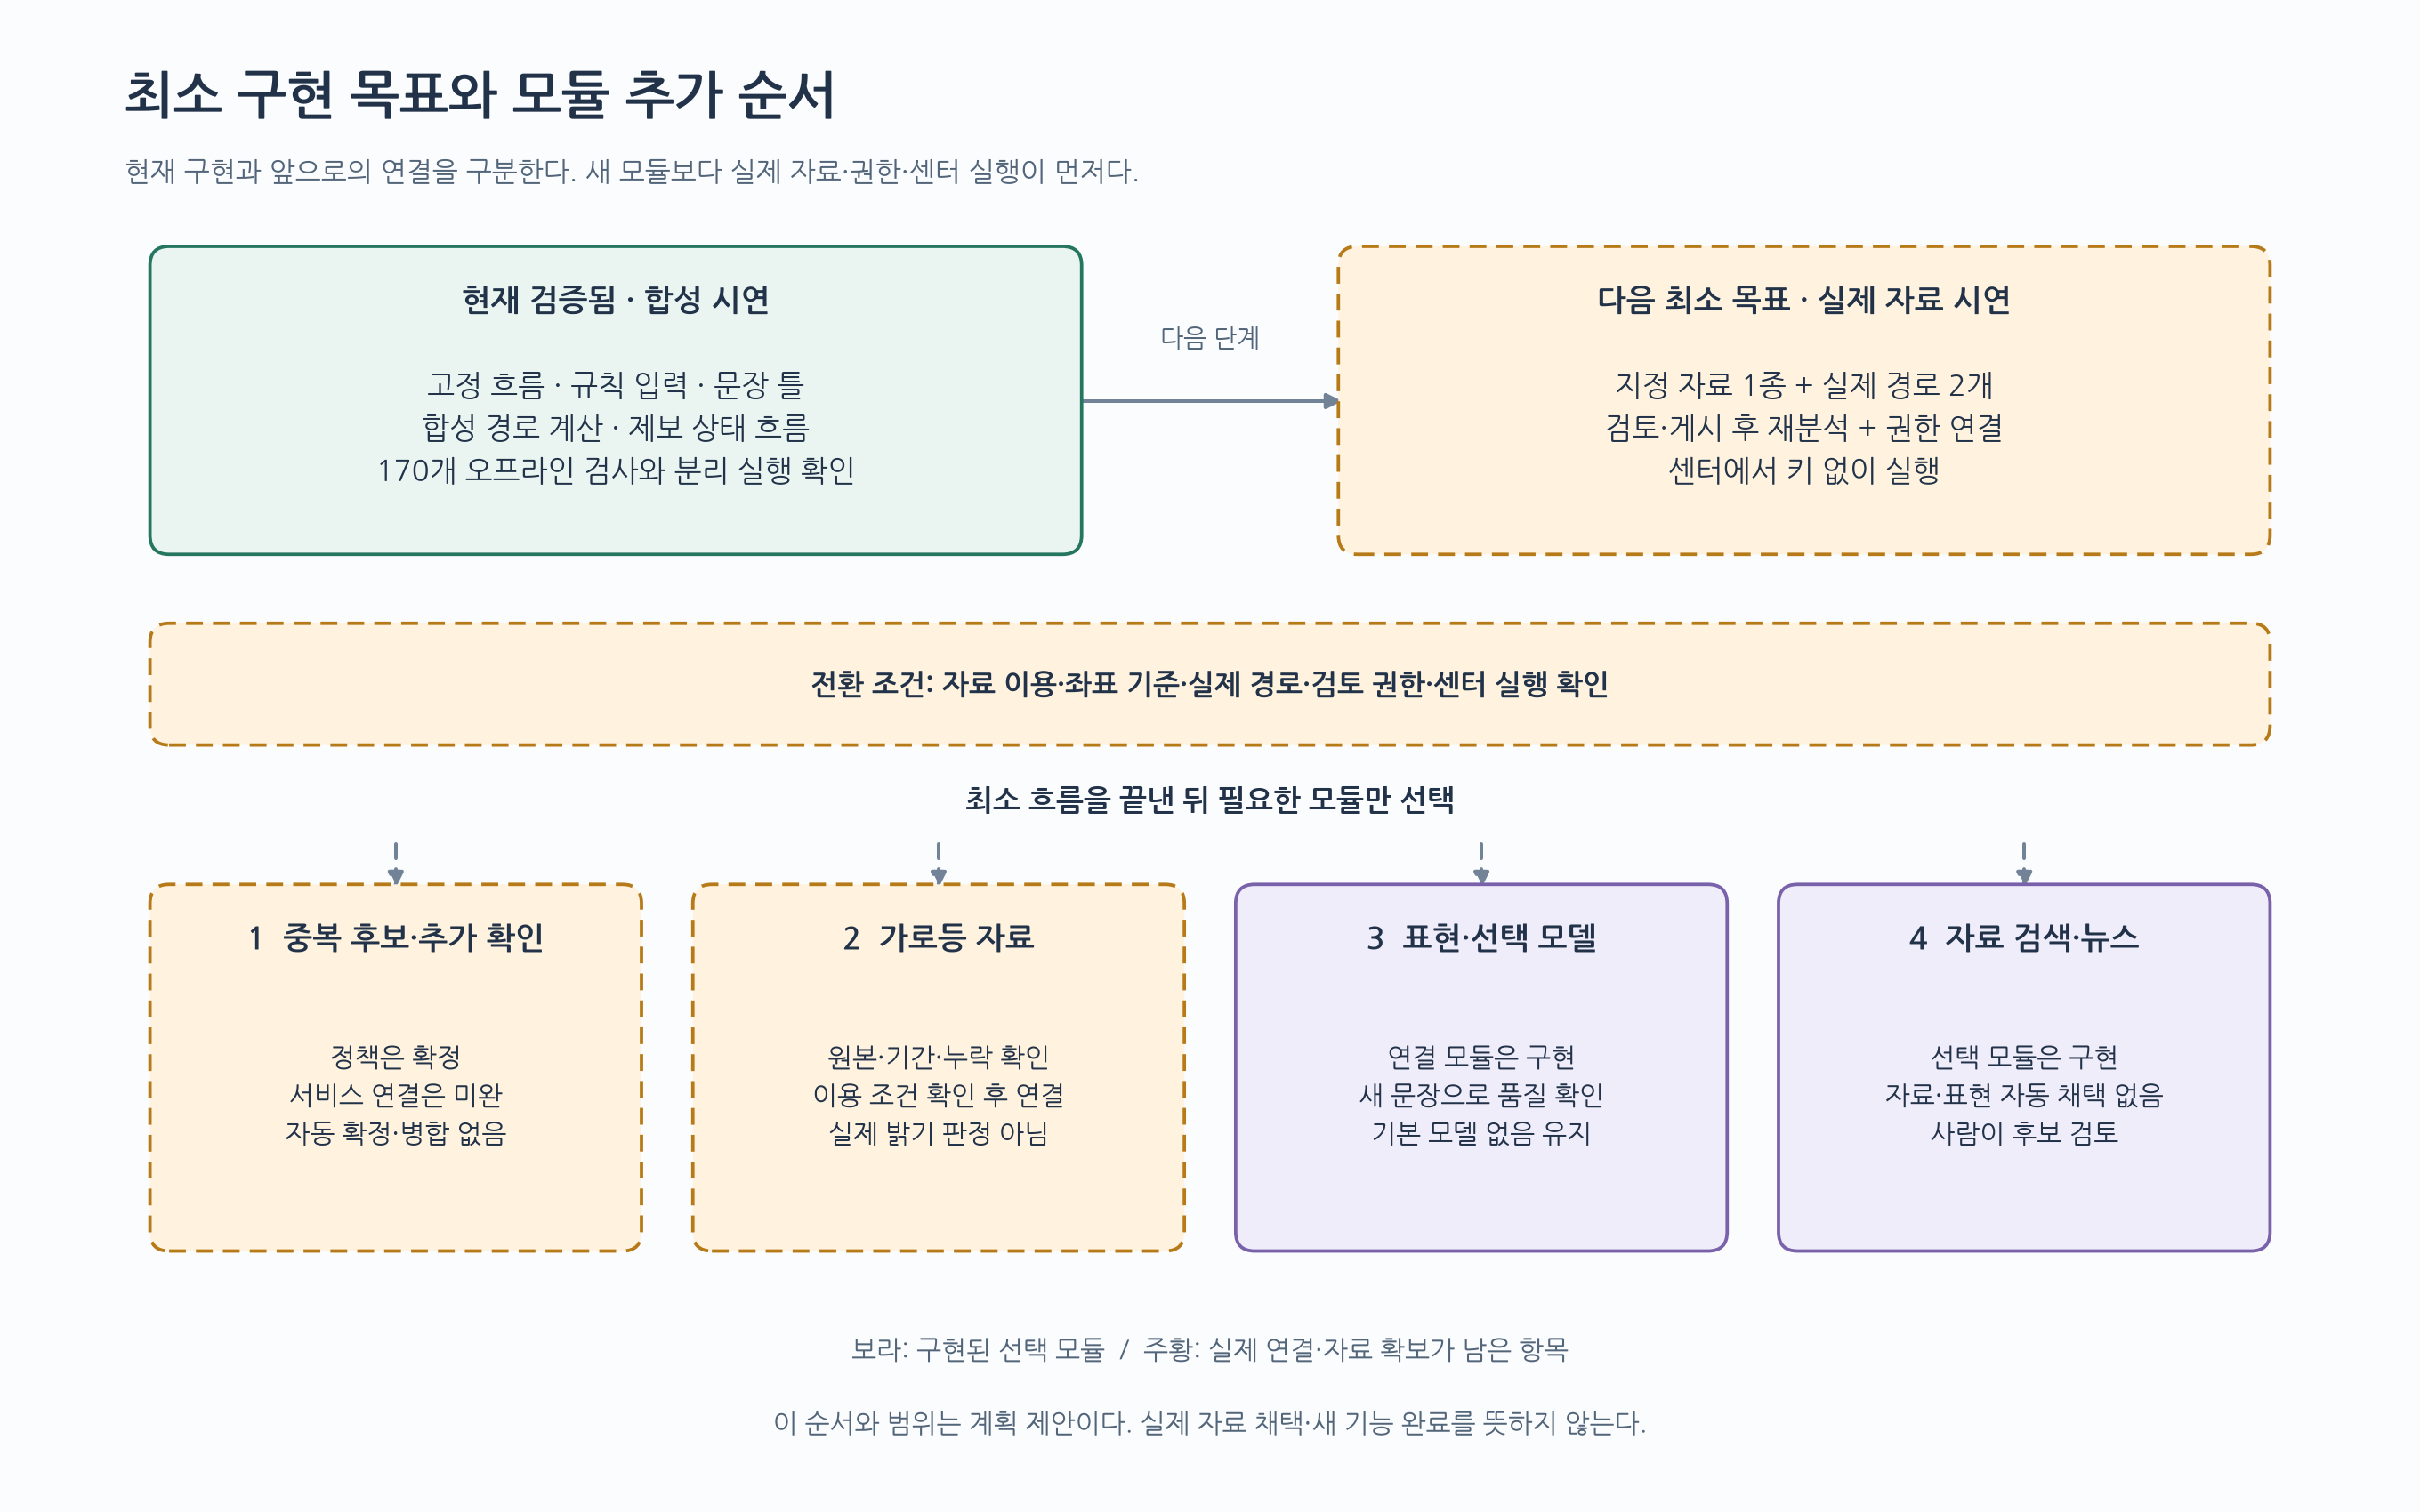 최소 구현 목표와 모듈 추가 순서
현재 구현과 앞으로의 연결을 구분한다. 새 모듈보다 실제 자료·권한·센터 실행이 먼저다.
현재 검증됨 · 합성 시연
고정 흐름 · 규칙 입력 · 문장 틀
합성 경로 계산 · 제보 상태 흐름
170개 오프라인 검사와 분리 실행 확인
다음 단계
다음 최소 목표 · 실제 자료 시연
지정 자료 1종 + 실제 경로 2개
검토·게시 후 재분석 + 권한 연결
센터에서 키 없이 실행
전환 조건: 자료 이용·좌표 기준·실제 경로·검토 권한·센터 실행 확인
최소 흐름을 끝낸 뒤 필요한 모듈만 선택
1 중복 후보·추가 확인
정책은 확정
서비스 연결은 미완
자동 확정·병합 없음
2 가로등 자료
원본·기간·누락 확인
이용 조건 확인 후 연결
실제 밝기 판정 아님
3 표현·선택 모델
연결 모듈은 구현
새 문장으로 품질 확인
기본 모델 없음 유지
4 자료 검색·뉴스
선택 모듈은 구현
자료·표현 자동 채택 없음
사람이 후보 검토
보라: 구현된 선택 모듈 / 주황: 실제 연결·자료 확보가 남은 항목
이 순서와 범위는 계획 제안이다. 실제 자료 채택·새 기능 완료를 뜻하지 않는다.